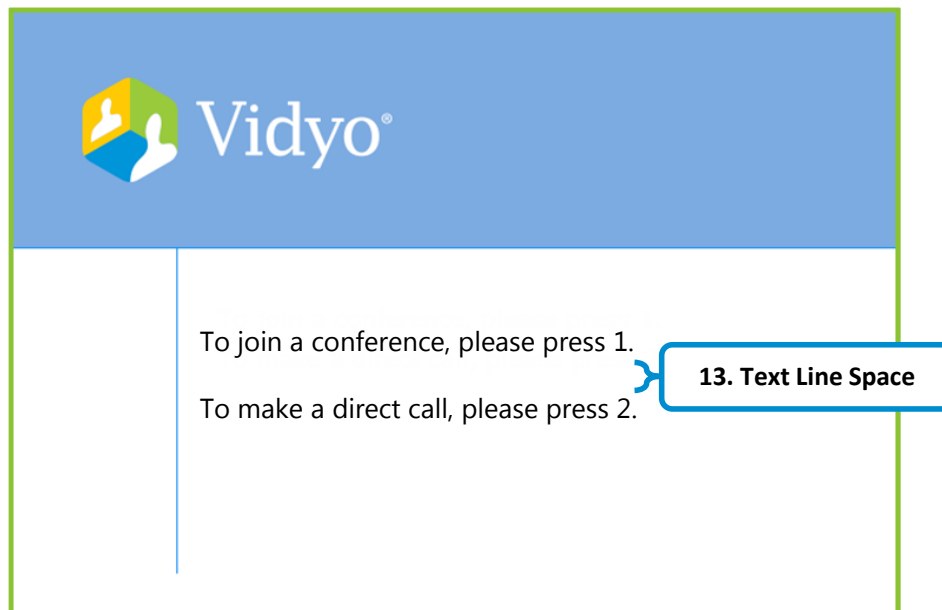 Vidyo®
To join a conference, please press 1.
13. Text Line Space
To make a direct call, please press 2.